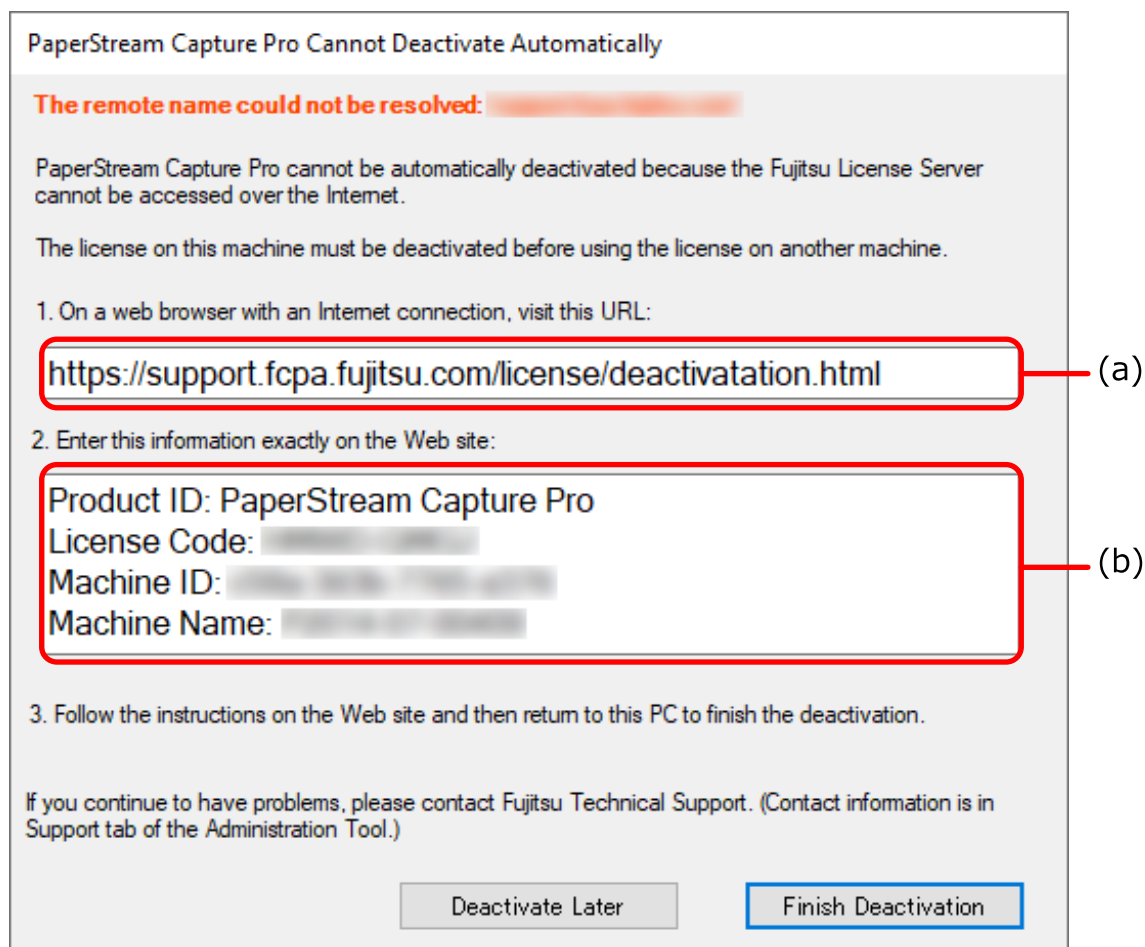 PaperStream Capture Pro Cannot Deactivate Automatically
The remote name could not be resolved:
PaperStream Capture Pro cannot be automatically deactivated because the Fujitsu License Server
cannot be accessed over the Internet.
The license on this machine must be deactivated before using the license on another machine.
1. On a web browser with an Internet connection, visit this URL:
https://support.fcpa.fujitsu.com/license/deactivatation.html
(a)
2. Enter this information exactly on the Web site:
Product ID: PaperStream Capture Pro
License Code:
Machine ID:
(b)
Machine Name:
3. Follow the instructions on the Web site and then return to this PC to finish the deactivation.
If you continue to have problems, please contact Fujitsu Technical Support. (Contact information is in
Support tab of the Administration Tool.)
Deactivate Later
Finish Deactivation